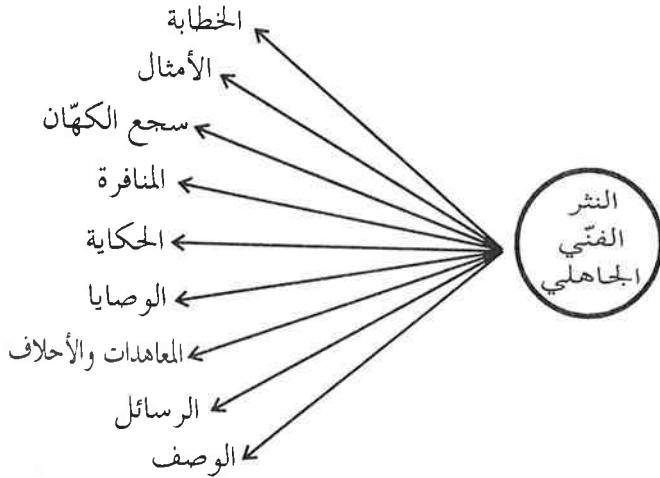 النثر
الفنّي
الجاهلي
الخطابة
الأمثال
سجع الكهّان
المنافرة
الحكاية
الوصايا
المعاهدات والأحلاف
الرسائل
الوصف